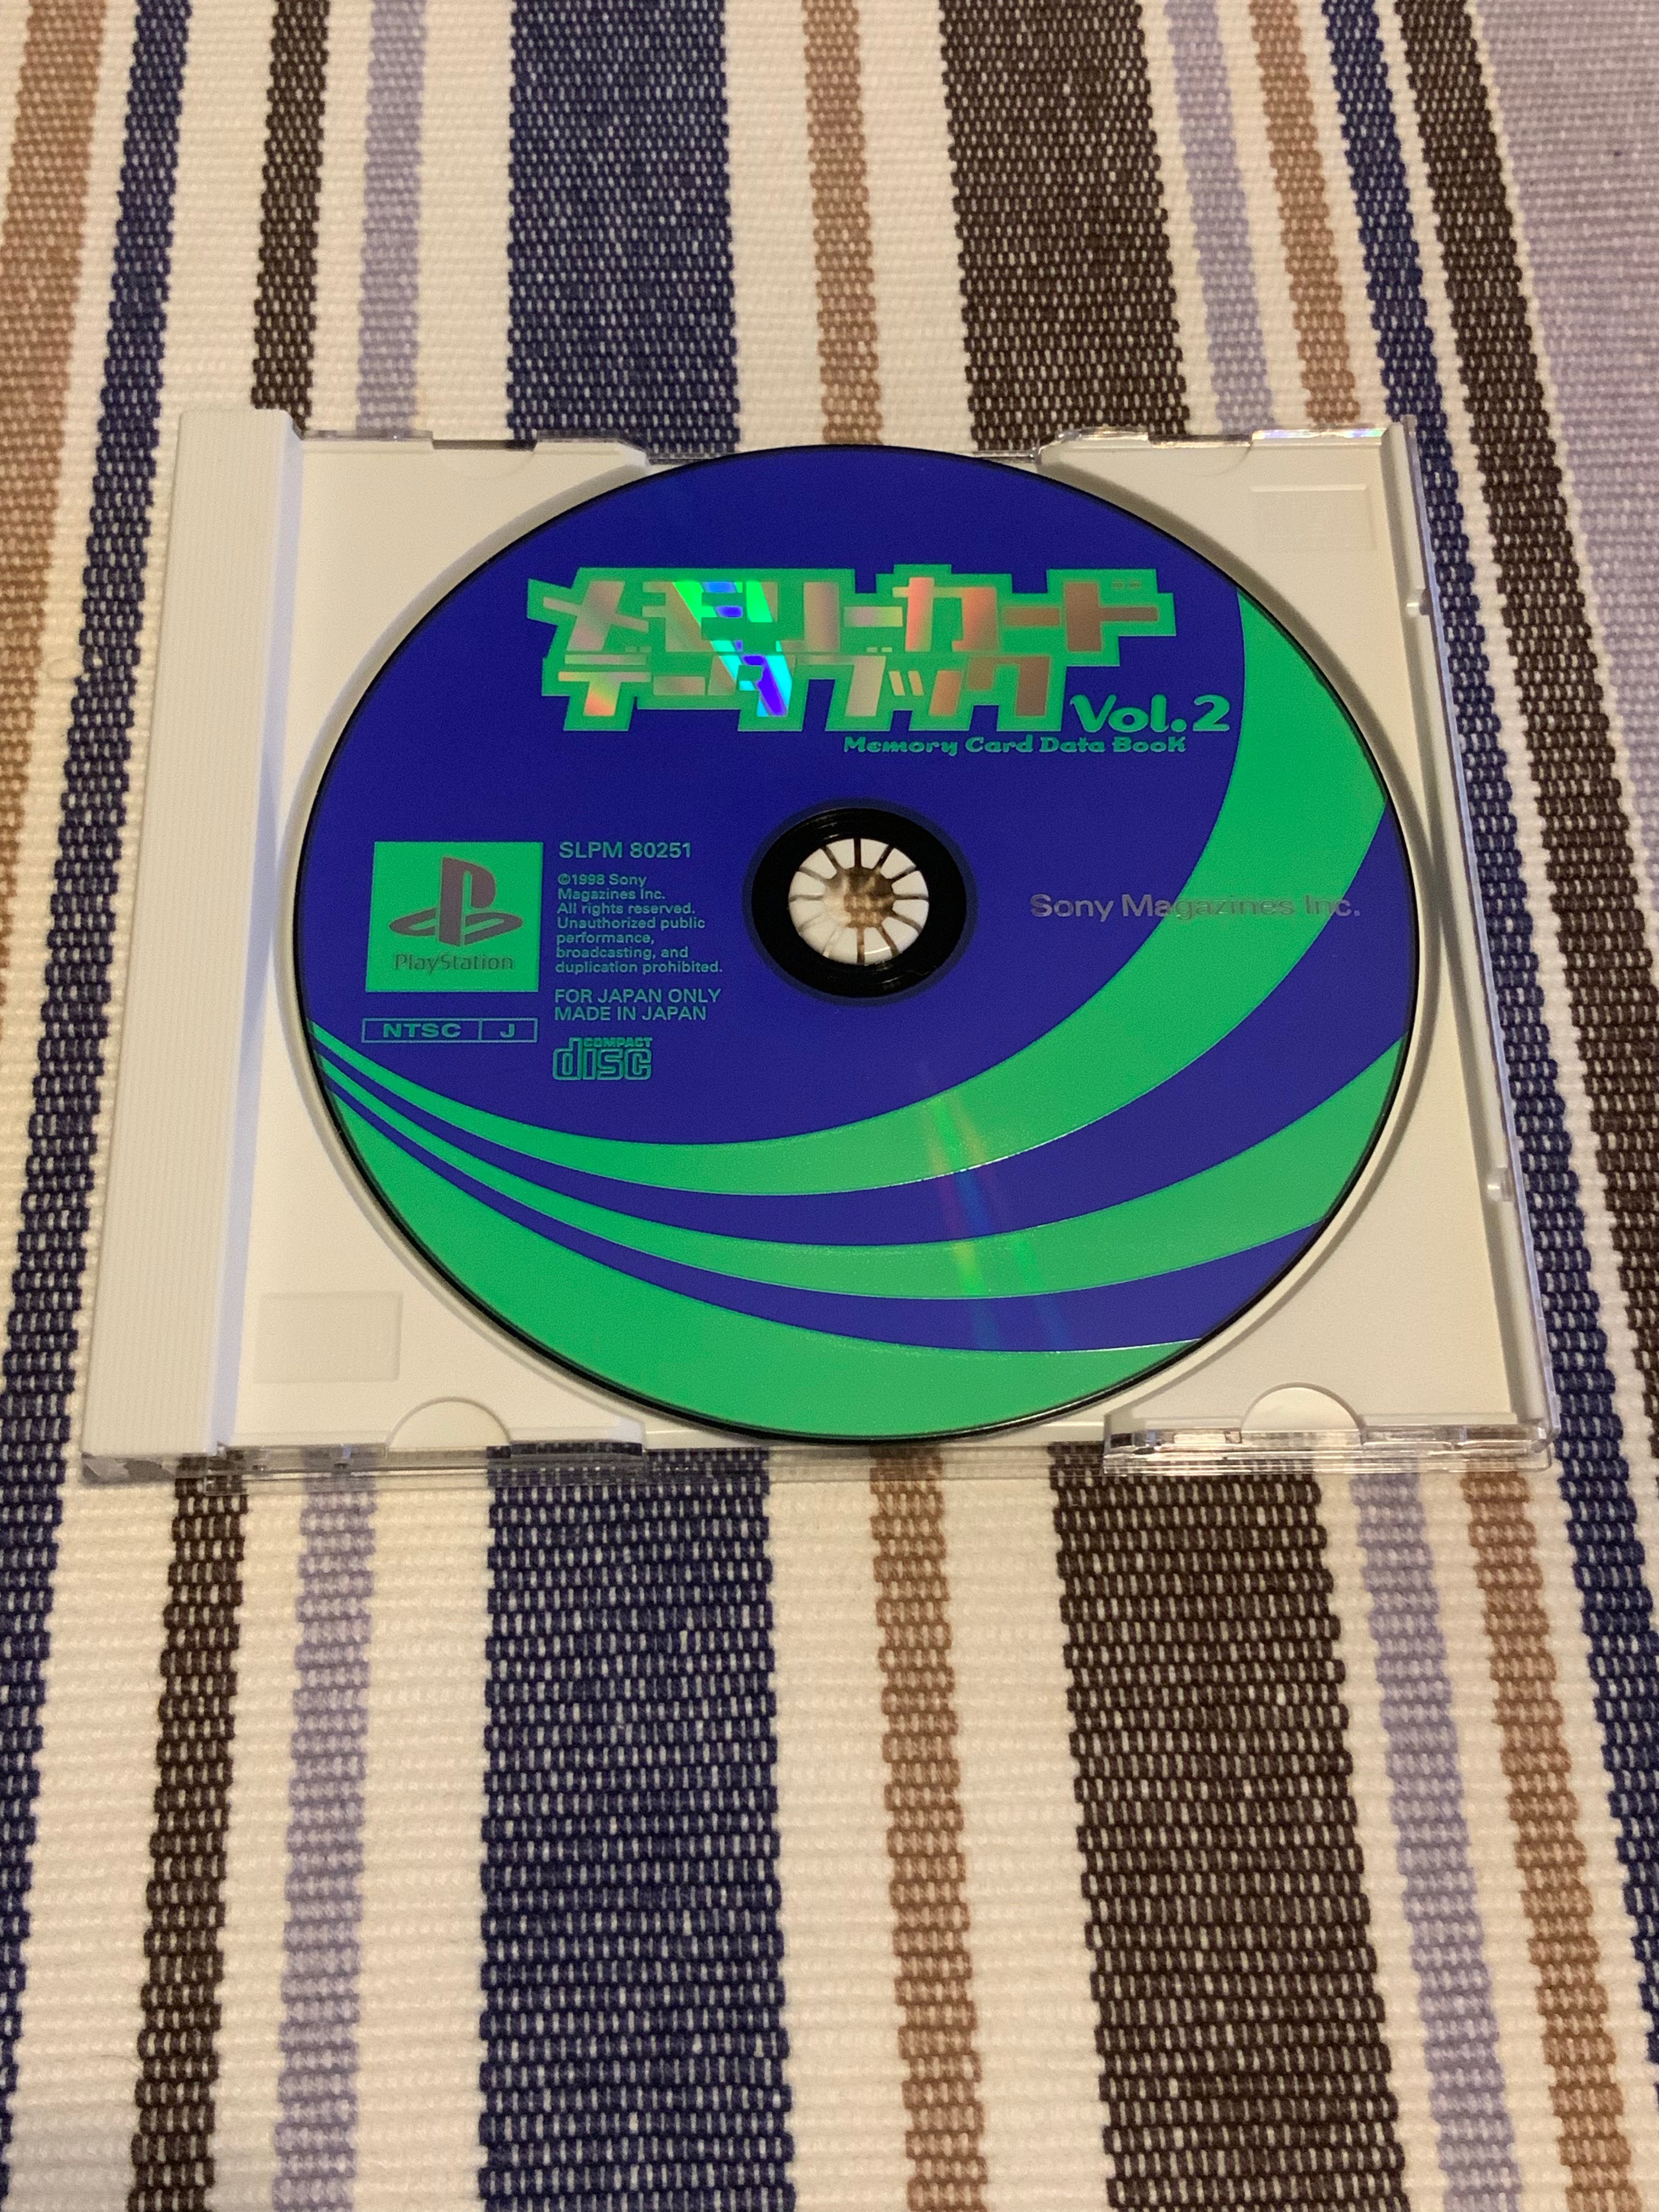 メモリーカード
データブック
Vol.2
Memory Card Data Book
PlayStation
NTSC J
SLPM 80251
©1998 Sony
Magazines Inc.
All rights reserved.
Unauthorized public
performance,
broadcasting, and
duplication prohibited.
FOR JAPAN ONLY
MADE IN JAPAN
COMPACT
disc
Sony Magazines Inc.